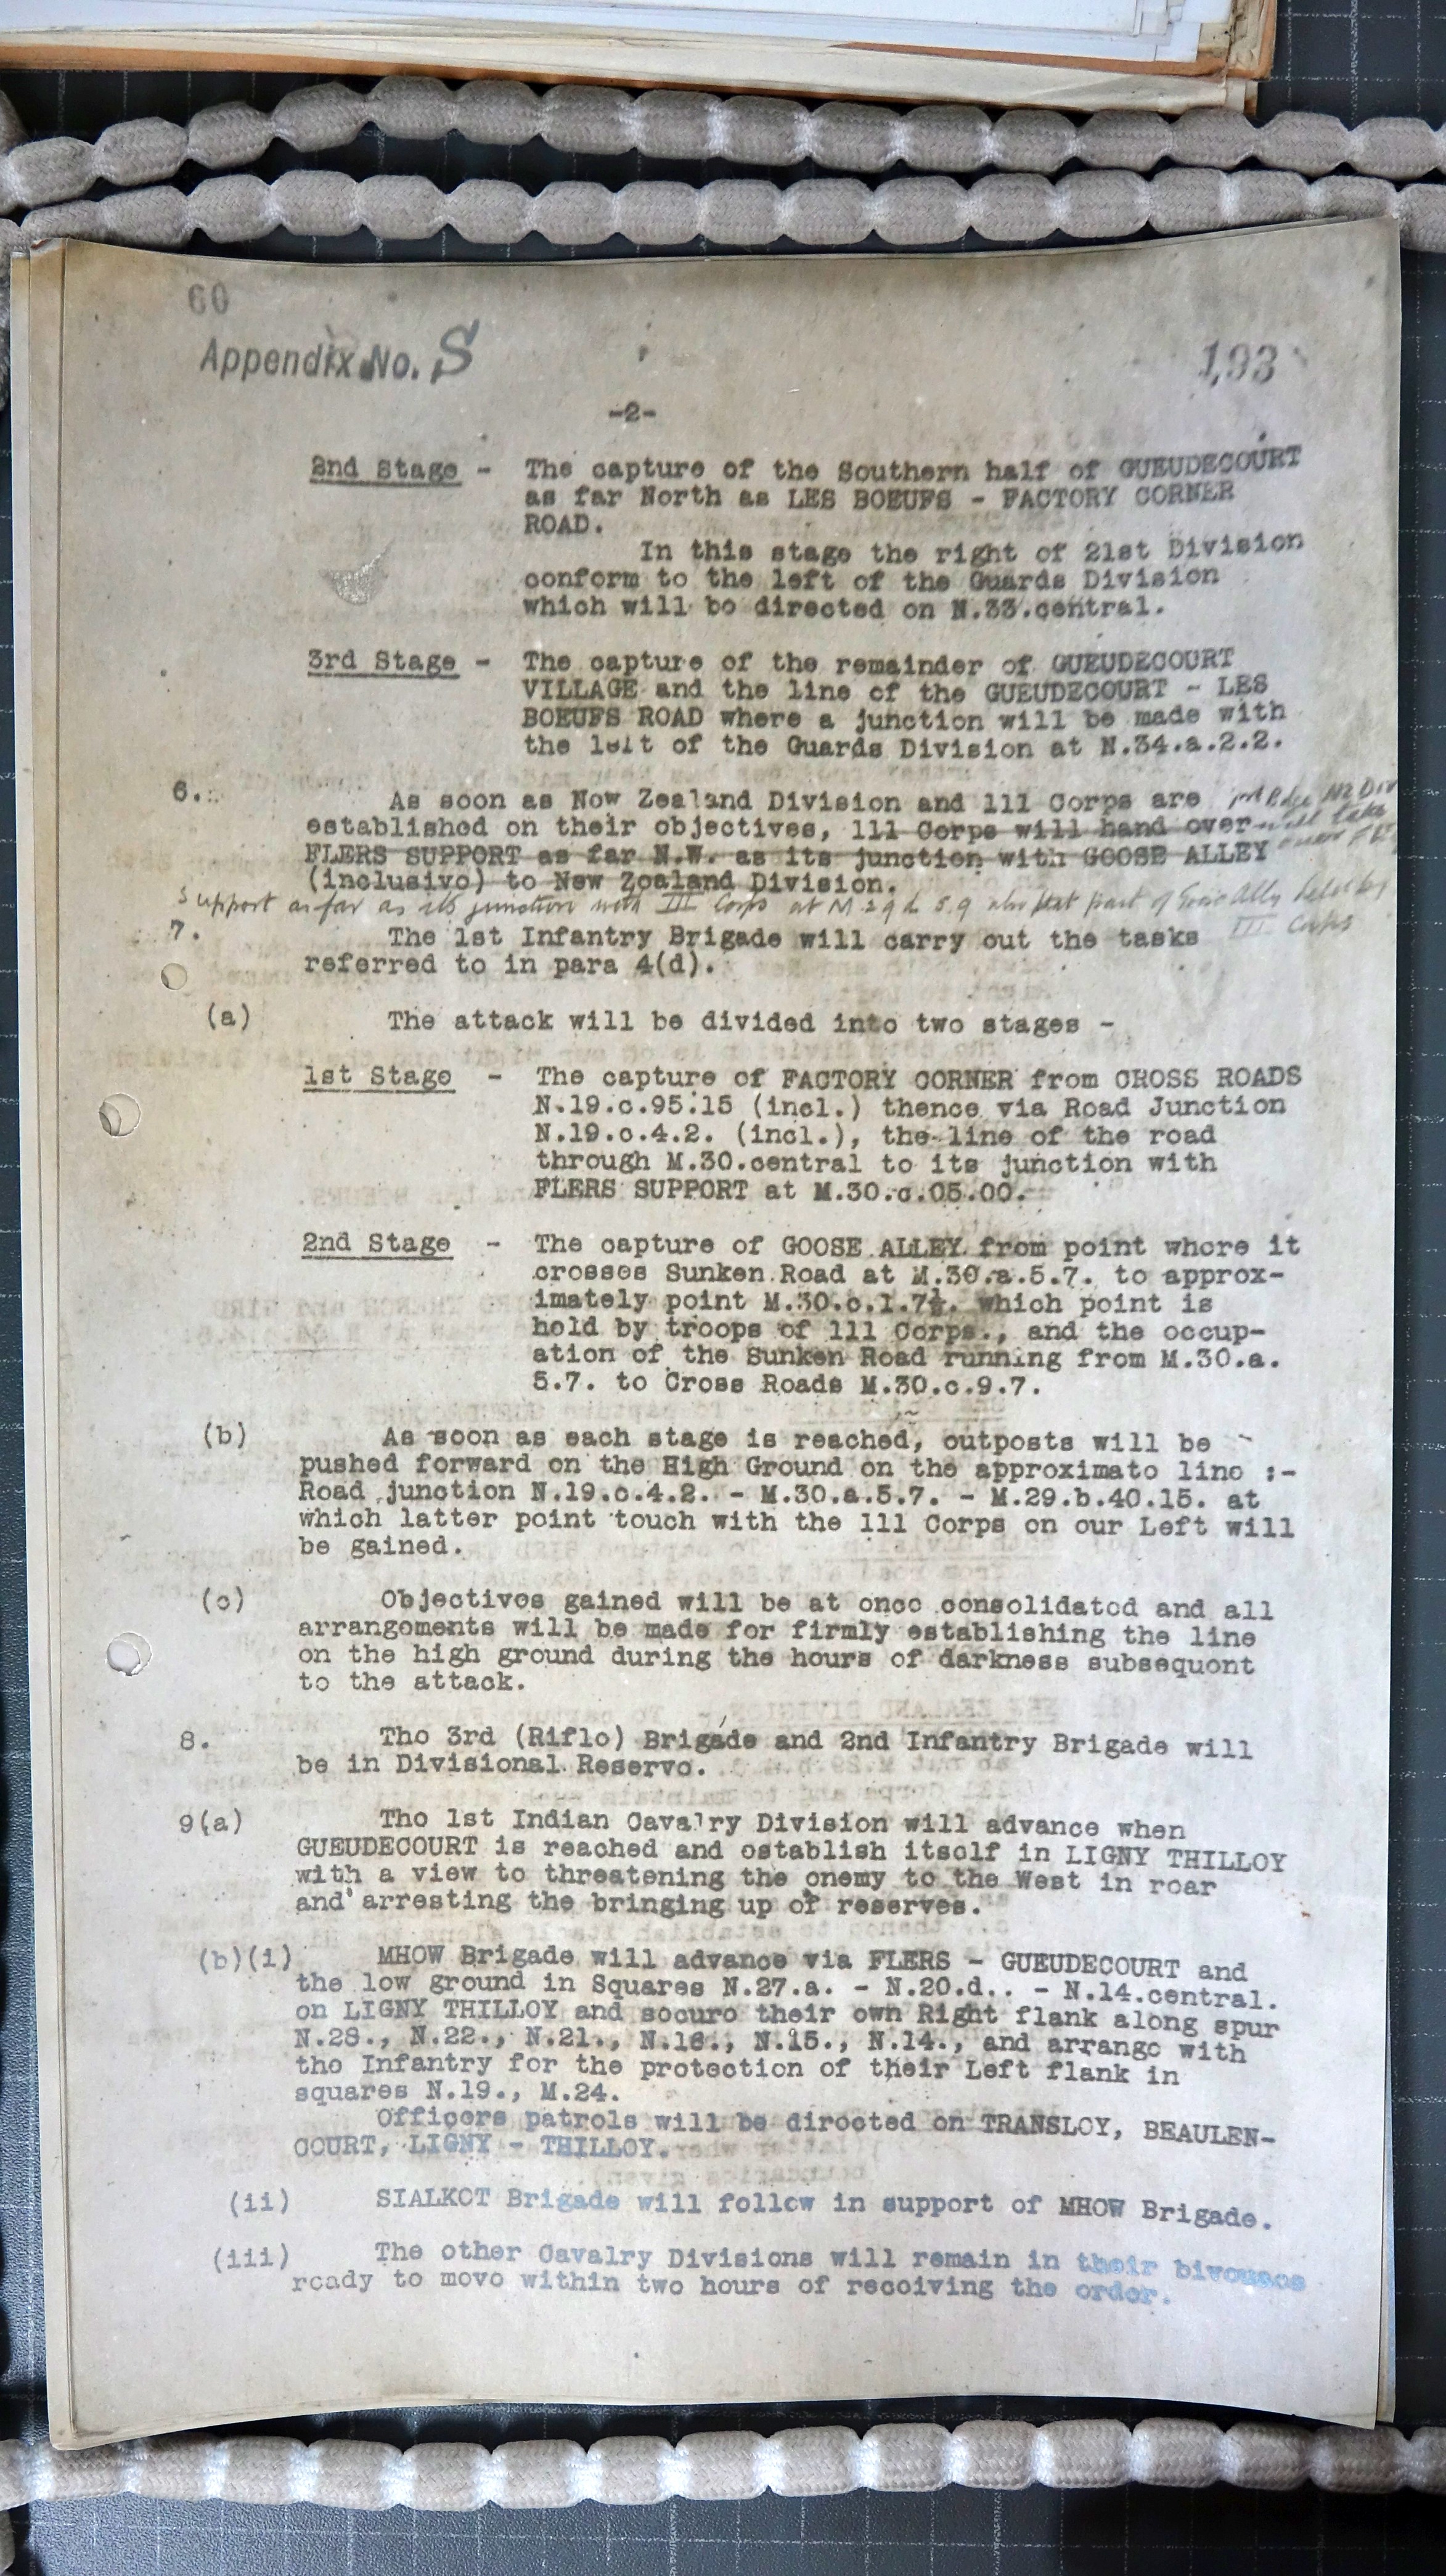 60
Appendix No. S
193
-2-
2nd Stage - The capture of the Southern half of GUEUDECOURT
as far North as LES BOEUFS - FACTORY CORNER
ROAD.
In this stage the right of 21st Division
conform to the left of the Guards Division
which will be directed on N.33.central.
3rd Stage - The capture of the remainder of GUEUDECOURT
VILLAGE and the line of the GUEUDECOURT - LES
BOEUFS ROAD where a junction will be made with
the left of the Guards Division at N.34.a.2.2.
6. As soon as New Zealand Division and 111 Corps are
established on their objectives, 111 Corps will hand over
FLERS SUPPORT as far N.W. as its junction with GOOSE ALLEY
(inclusive) to New Zealand Division.
NZ Div
will take
over
Support as far as its junction with III Corps at M 29 d 5.9 also that part of Goose Ally held by
III Corps
7. The 1st Infantry Brigade will carry out the tasks
referred to in para 4(d).
(a) The attack will be divided into two stages -
1st Stage - The capture of FACTORY CORNER from CROSS ROADS
N.19.c.95.15 (incl.) thence via Road Junction
N.19.c.4.2. (incl.), the line of the road
through M.30.central to its junction with
FLERS SUPPORT at M.30.c.05.00.
2nd Stage - The capture of GOOSE ALLEY from point where it
crosses Sunken Road at M.30.a.5.7. to approx-
imately point M.30.c.1.7½. which point is
held by troops of 111 Corps., and the occup-
ation of the Sunken Road running from M.30.a.
5.7. to Cross Roads M.30.c.9.7.
(b) As soon as each stage is reached, outposts will be
pushed forward on the High Ground on the approximate line :-
Road junction N.19.c.4.2. - M.30.a.5.7. - M.29.b.40.15. at
which latter point touch with the 111 Corps on our Left will
be gained.
(c) Objectives gained will be at once consolidated and all
arrangements will be made for firmly establishing the line
on the high ground during the hours of darkness subsequent
to the attack.
8. The 3rd (Rifle) Brigade and 2nd Infantry Brigade will
be in Divisional Reserve.
9(a) The 1st Indian Cavalry Division will advance when
GUEUDECOURT is reached and establish itself in LIGNY THILLOY
with a view to threatening the enemy to the West in rear
and arresting the bringing up of reserves.
(b)(i) MHOW Brigade will advance via FLERS - GUEUDECOURT and
the low ground in Squares N.27.a. - N.20.d.. - N.14.central.
on LIGNY THILLOY and secure their own Right flank along spur
N.28., N.22., N.21., N.16., N.15., N.14., and arrange with
the Infantry for the protection of their Left flank in
squares N.19., M.24.
Officers patrols will be directed on TRANSLOY, BEAULEN-
COURT, LIGNY - THILLOY.
(ii) SIALKOT Brigade will follow in support of MHOW Brigade.
(iii) The other Cavalry Divisions will remain in their bivouacs
ready to move within two hours of receiving the order.